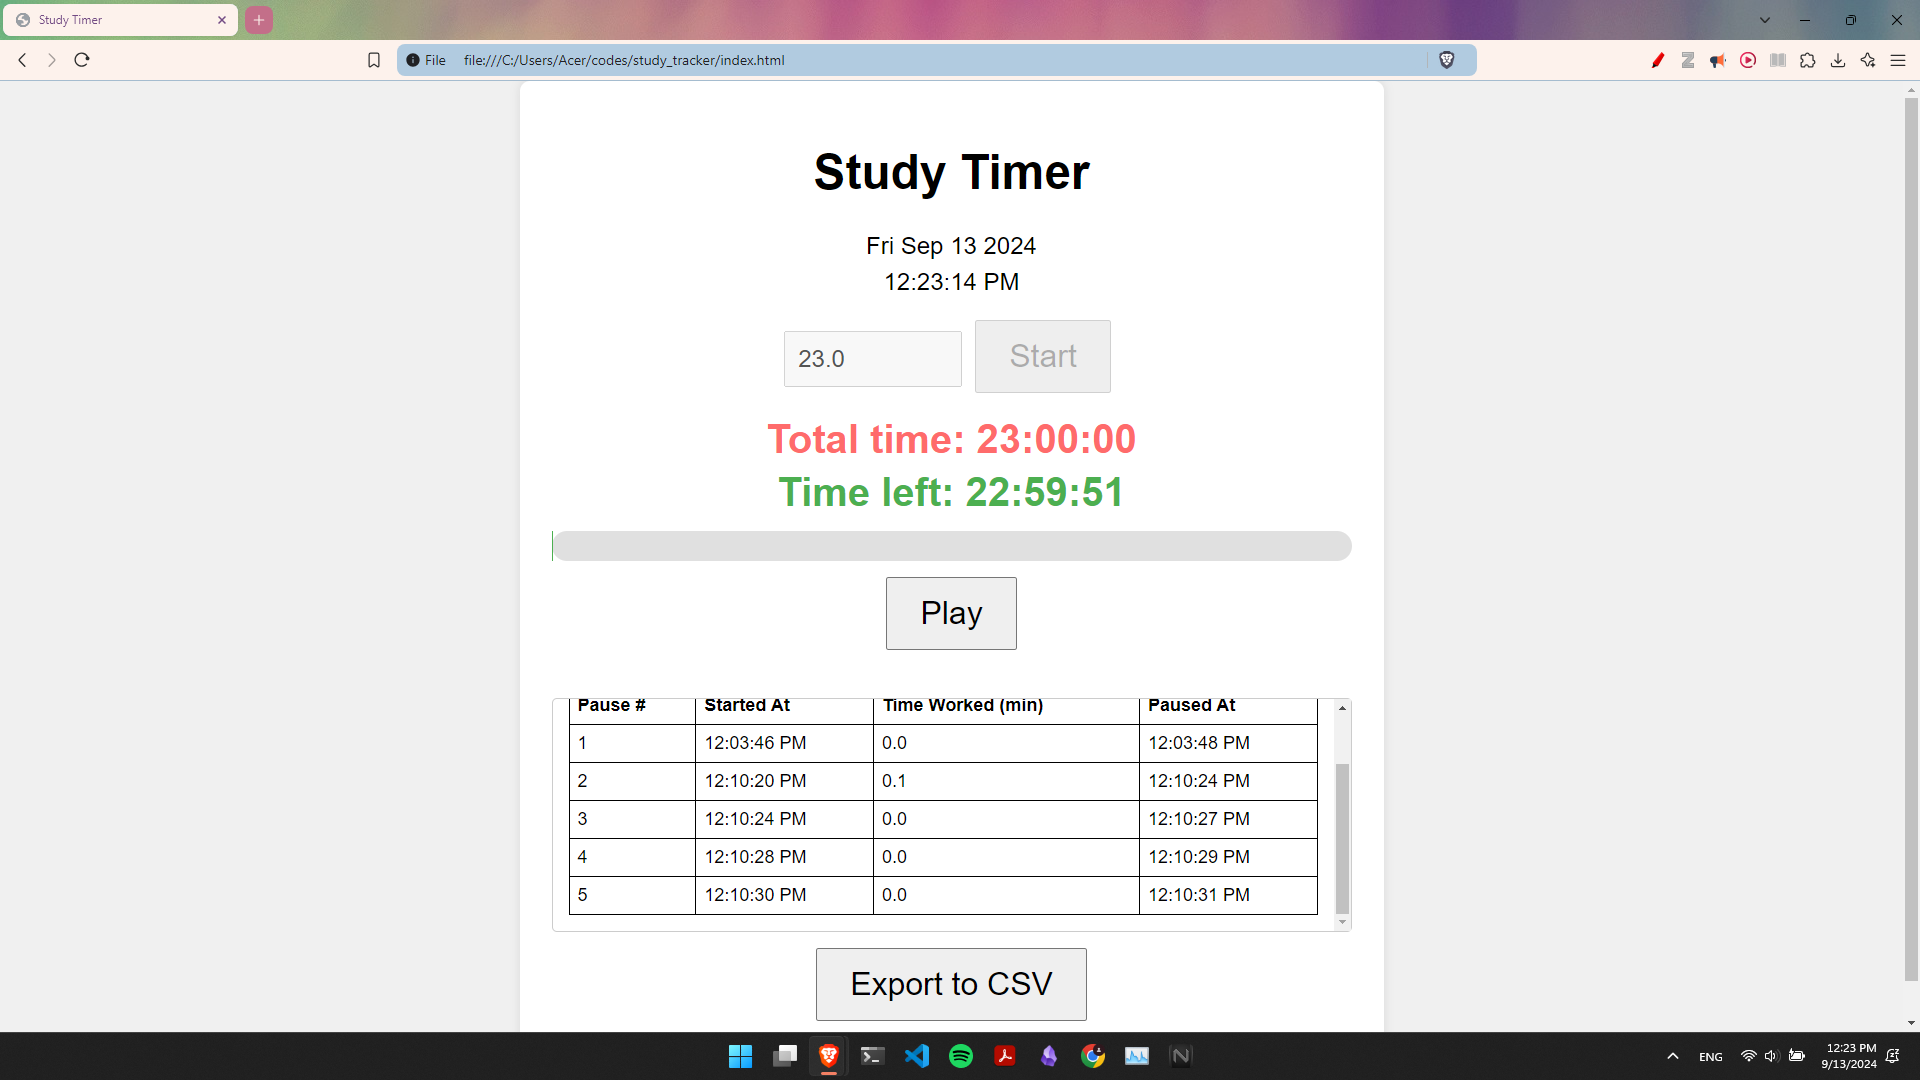 Study Timer
File file:///C:/Users/Acer/codes/study_tracker/index.html
Study Timer
Fri Sep 13 2024
12:23:14 PM
23.0 Start
Total time: 23:00:00
Time left: 22:59:51
Play
Pause # Started At Time Worked (min) Paused At
1 12:03:46 PM 0.0 12:03:48 PM
2 12:10:20 PM 0.1 12:10:24 PM
3 12:10:24 PM 0.0 12:10:27 PM
4 12:10:28 PM 0.0 12:10:29 PM
5 12:10:30 PM 0.0 12:10:31 PM
Export to CSV
ENG 12:23 PM
9/13/2024